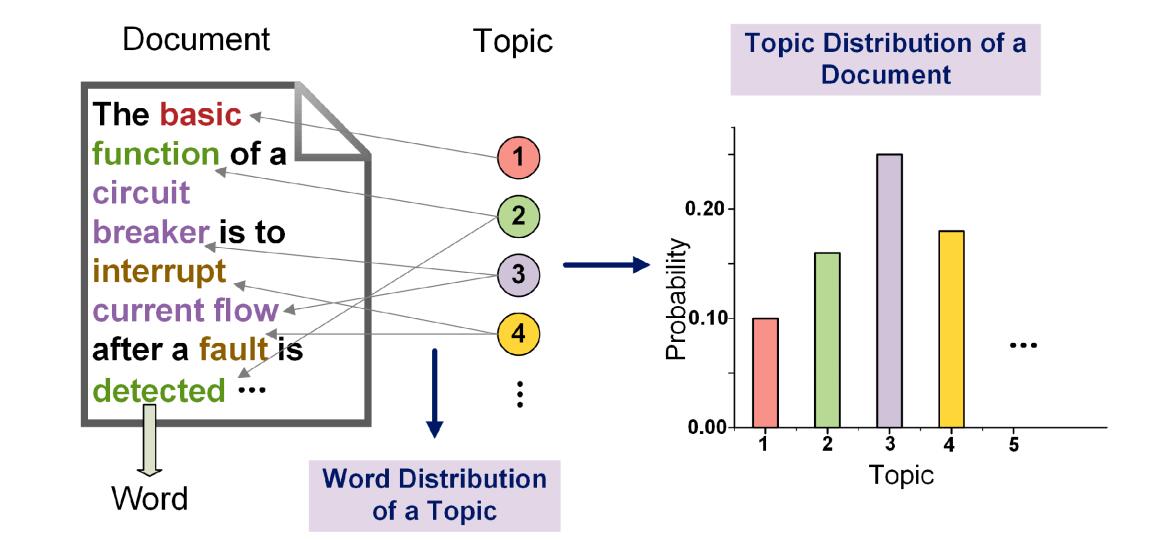 Document
The basic
function of a
circuit
breaker is to
interrupt
current flow
after a fault is
detected ...
Word
Topic
1
2
3
4
⋮
Word Distribution
of a Topic
Topic Distribution of a
Document
Probability
0.20
0.10
0.00
...
1 2 3 4 5
Topic